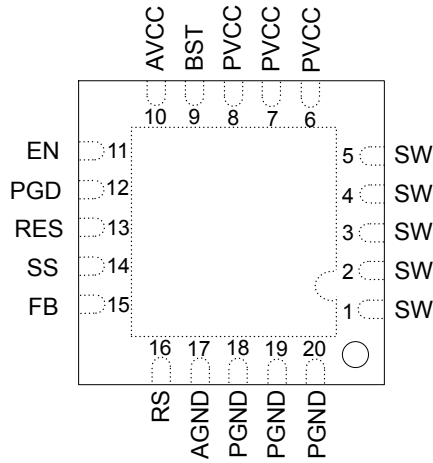 AVCC
BST
PVCC
PVCC
PVCC
10
9
8
7
6
EN 11
PGD 12
RES 13
SS 14
FB 15
5 SW
4 SW
3 SW
2 SW
1 SW
16
17
18
19
20
RS
AGND
PGND
PGND
PGND